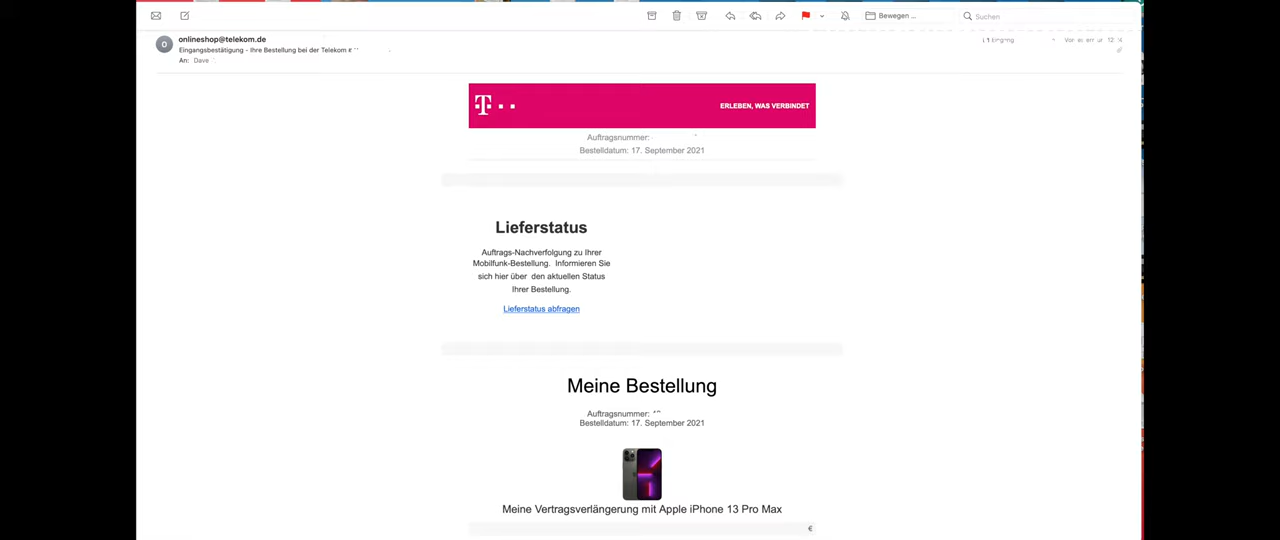 Bewegen ...
Suchen
O
onlineshop@telekom.de
Eingangsbestätigung - Ihre Bestellung bei der Telekom
An: Dave
T
ERLEBEN, WAS VERBINDET
Auftragsnummer:
Bestelldatum: 17. September 2021
Lieferstatus
Auftrags-Nachverfolgung zu Ihrer
Mobilfunk-Bestellung. Informieren Sie
sich hier über den aktuellen Status
Ihrer Bestellung.
Lieferstatus abfragen
Meine Bestellung
Auftragsnummer:
Bestelldatum: 17. September 2021
Meine Vertragsverlängerung mit Apple iPhone 13 Pro Max
€